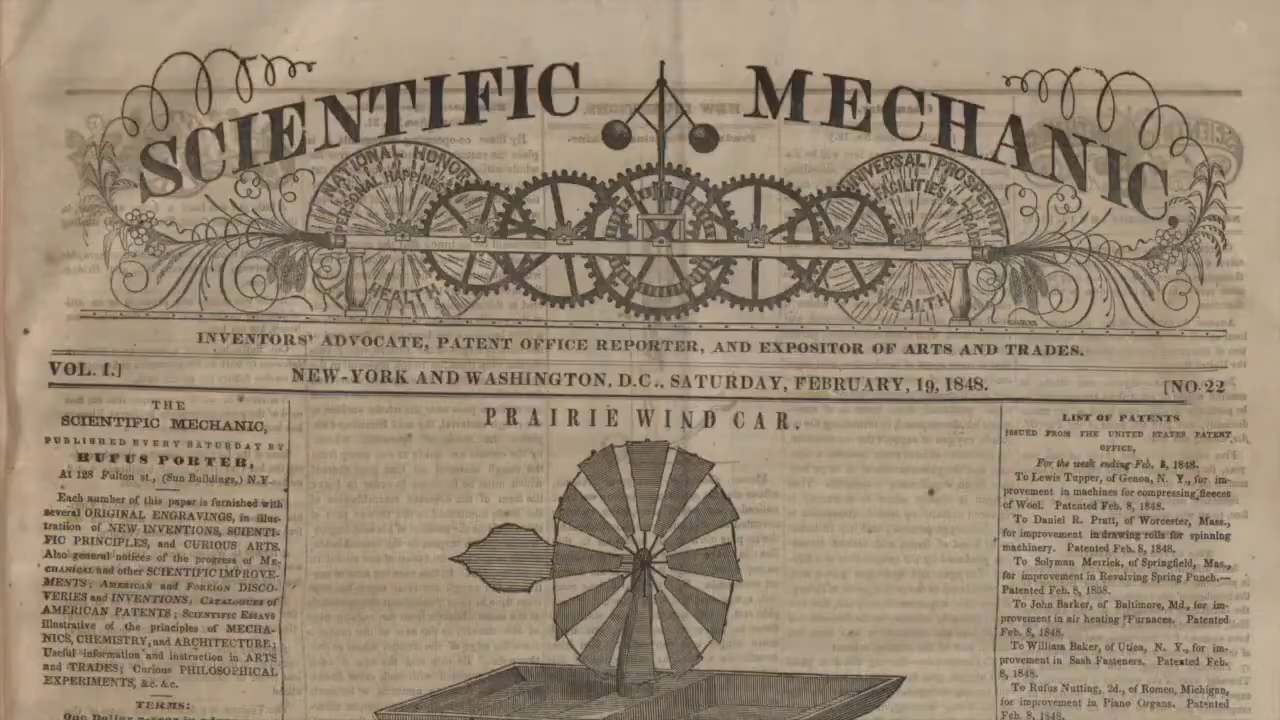 SCIENTIFIC MECHANIC.
NATIONAL HONOR
PERSONAL HAPPINESS
HEALTH
UNIVERSAL PROSPERITY
FACILITIES OF TRADE
WEALTH
INVENTORS' ADVOCATE, PATENT OFFICE REPORTER, AND EXPOSITOR OF ARTS AND TRADES.
VOL. I.] NEW-YORK AND WASHINGTON, D.C., SATURDAY, FEBRUARY, 19, 1848. [NO. 22
THE
SCIENTIFIC MECHANIC,
PUBLISHED EVERY SATURDAY BY
RUFUS PORTER,
At 128 Fulton st., (Sun Buildings,) N.Y.
Each number of this paper is furnished with
several ORIGINAL ENGRAVINGS, in illus-
tratiion of NEW INVENTIONS, SCIENTI-
FIC PRINCIPLES, and CURIOUS ARTS.
Also general notices of the progress of ME-
CHANICAL and other SCIENTIFIC IMPROVE-
MENTS; AMERICAN and FOREIGN DISCO-
VERIES and INVENTIONS; CATALOGUES of
AMERICAN PATENTS; SCIENTIFIC ESSAYS
illustrative of the principles of MECHA-
NICS, CHEMISTRY, and ARCHITECTURE;
Useful information and instruction in ARTS
and TRADES; Curious PHILOSOPHICAL
EXPERIMENTS, &c. &c.
TERMS:
PRAIRIE WIND CAR.
LIST OF PATENTS
ISSUED FROM THE UNITED STATES PATENT
OFFICE,
For the week ending Feb. 8, 1848.
To Lewis Tupper, of Genoa, N. Y., for im-
provement in machines for compressing fleeces
of Wool. Patented Feb. 8, 1848.
To Daniel R. Pratt, of Worcester, Mass.,
for improvement in drawing rolls for spinning
machinery. Patented Feb. 8, 1848.
To Solyman Merrick, of Springfield, Mas.,
for improvement in Revolving Spring Punch.—
Patented Feb. 8, 1858.
To John Barker, of Baltimore, Md., for im-
provement in air heating Furnaces. Patented
Feb. 8, 1848.
To William Baker, of Utica, N. Y., for im-
provement in Sash Fasteners. Patented Feb.
8, 1848.
To Rufus Nutting, 2d., of Romeo, Michigan,
for improvement in Piano Organs. Patented
Feb. 8, 1848.